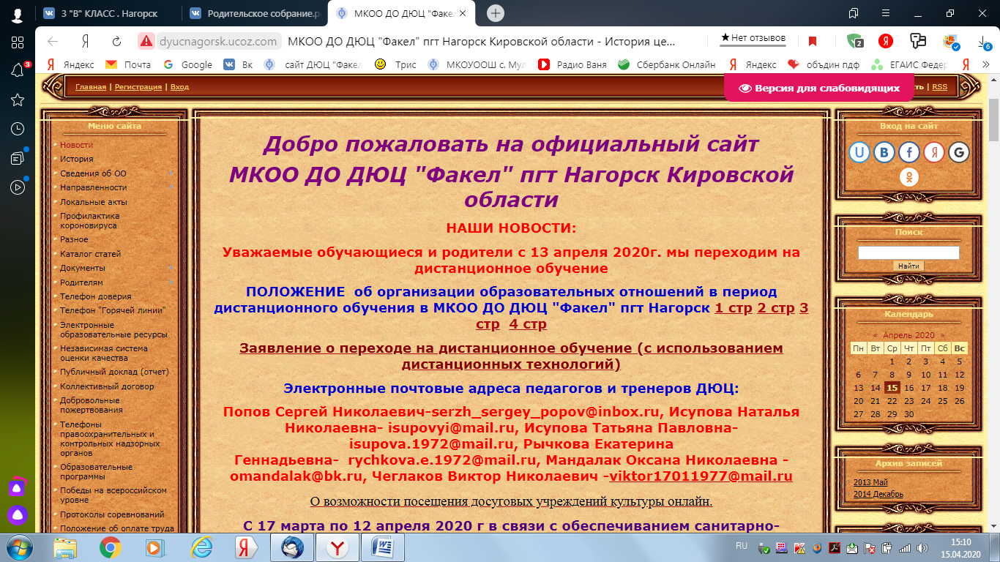 3 "В" КЛАСС . Нагорск
Родительское собрание.
МКОО ДО ДЮЦ "Факел"
dyucnagorsk.ucoz.com
МКОО ДО ДЮЦ "Факел" пгт Нагорск Кировской области - История це...
★Нет отзывов
2
6
3
Яндекс
Почта
Google
Вк
сайт ДЮЦ "Факел
Трис
МКОУООШ с. Мул
Радио Ваня
Сбербанк Онлайн
Яндекс
объдин пдф
ЕГАИС Федер
Главная | Регистрация | Вход
Версия для слабовидящих
| RSS
Меню сайта
Новости
История
Сведения об ОО
Направленности
Локальные акты
Профилактика
короновируса
Разное
Каталог статей
Документы
Родителям
Телефон доверия
Телефон "Горячей линии"
Электронные
образовательные ресурсы
Независимая система
оценки качества
Публичный доклад (отчет)
Коллективный договор
Добровольные
пожертвования
Телефоны
правоохранительных и
контрольных надзорных
органов
Образовательные
программы
Победы на всероссийском
уровне
Протоколы соревнований
Положение об оплате труда
Добро пожаловать на официальный сайт
МКОО ДО ДЮЦ "Факел" пгт Нагорск Кировской
области
НАШИ НОВОСТИ:
Уважаемые обучающиеся и родители с 13 апреля 2020г. мы переходим на
дистанционное обучение
ПОЛОЖЕНИЕ об организации образовательных отношений в период
дистанционного обучения в МКОО ДО ДЮЦ "Факел" пгт Нагорск 1 стр 2 стр 3
стр 4 стр
Заявление о переходе на дистанционное обучение (с использованием
дистанционных технологий)
Электронные почтовые адреса педагогов и тренеров ДЮЦ:
Попов Сергей Николаевич-serzh_sergey_popov@inbox.ru, Исупова Наталья
Николаевна- isupovyi@mail.ru, Исупова Татьяна Павловна-
isupova.1972@mail.ru, Рычкова Екатерина
Геннадьевна- rychkova.e.1972@mail.ru, Мандалак Оксана Николаевна -
omandalak@bk.ru, Чеглаков Виктор Николаевич -viktor17011977@mail.ru
О возможности посещения досуговых учреждений культуры онлайн.
С 17 марта по 12 апреля 2020 г в связи с обеспечиванием санитарно-
Вход на сайт
Поиск
Найти
Календарь
« Апрель 2020 »
Пн Вт Ср Чт Пт Сб Вс
1 2 3 4 5
6 7 8 9 10 11 12
13 14 15 16 17 18 19
20 21 22 23 24 25 26
27 28 29 30
Архив записей
2013 Май
2014 Декабрь
RU
15:10
15.04.2020